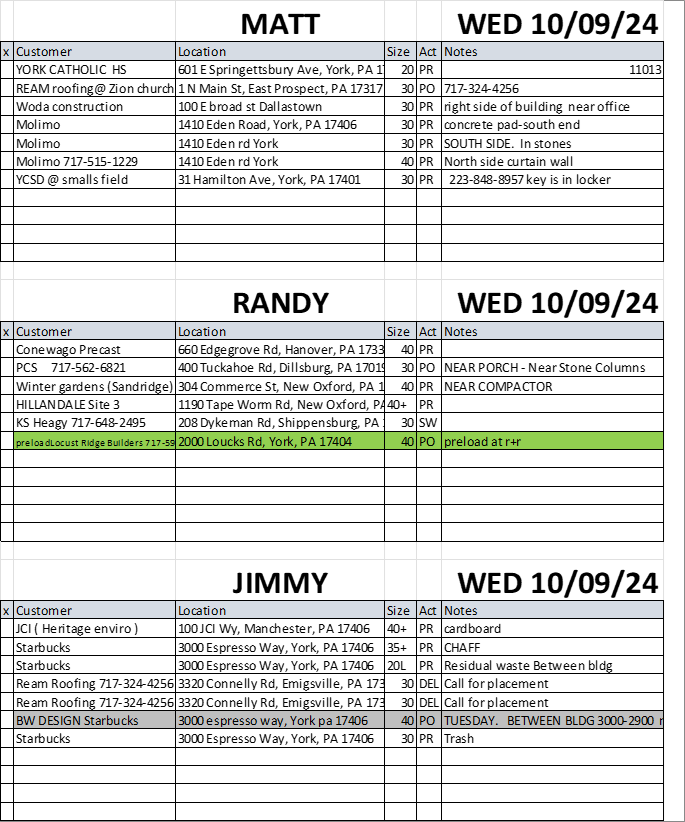 MATT WED 10/09/24
x Customer Location Size Act Notes
YORK CATHOLIC HS 601 E Springettsbury Ave, York, PA 1 20 PR 11013
REAM roofing@ Zion church 1 N Main St, East Prospect, PA 17317 30 PO 717-324-4256
Woda construction 100 E broad st Dallastown 30 PR right side of building near office
Molimo 1410 Eden Road, York, PA 17406 30 PR concrete pad-south end
Molimo 1410 Eden rd York 30 PR SOUTH SIDE. In stones
Molimo 717-515-1229 1410 Eden rd York 40 PR North side curtain wall
YCSD @ smalls field 31 Hamilton Ave, York, PA 17401 30 PR 223-848-8957 key is in locker
RANDY WED 10/09/24
x Customer Location Size Act Notes
Conewago Precast 660 Edgegrove Rd, Hanover, PA 1733 40 PR
PCS 717-562-6821 400 Tuckahoe Rd, Dillsburg, PA 17019 30 PO NEAR PORCH - Near Stone Columns
Winter gardens (Sandridge) 304 Commerce St, New Oxford, PA 1 40 PR NEAR COMPACTOR
HILLANDALE Site 3 1190 Tape Worm Rd, New Oxford, PA 40+ PR
KS Heagy 717-648-2495 208 Dykeman Rd, Shippensburg, PA 30 SW
preloadLocust Ridge Builders 717-59 2000 Loucks Rd, York, PA 17404 40 PO preload at r+r
JIMMY WED 10/09/24
x Customer Location Size Act Notes
JCI ( Heritage enviro ) 100 JCI Wy, Manchester, PA 17406 40+ PR cardboard
Starbucks 3000 Espresso Way, York, PA 17406 35+ PR CHAFF
Starbucks 3000 Espresso Way, York, PA 17406 20L PR Residual waste Between bldg
Ream Roofing 717-324-4256 3320 Connelly Rd, Emigsville, PA 173 30 DEL Call for placement
Ream Roofing 717-324-4256 3320 Connelly Rd, Emigsville, PA 173 30 DEL Call for placement
BW DESIGN Starbucks 3000 espresso way, York pa 17406 40 PO TUESDAY. BETWEEN BLDG 3000-2900
Starbucks 3000 Espresso Way, York, PA 17406 30 PR Trash